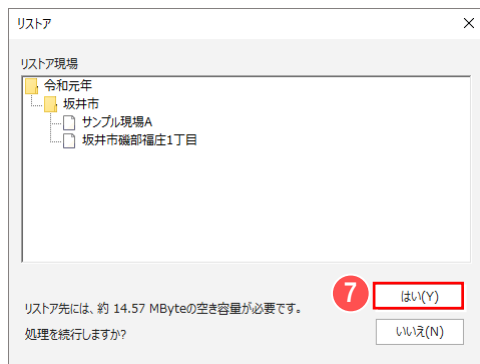 リストア
リストア現場
令和元年
坂井市
サンプル現場A
坂井市磯部福庄1丁目
7
はい(Y)
リストア先には、約 14.57 MByteの空き容量が必要です。
処理を続行しますか?
いいえ(N)